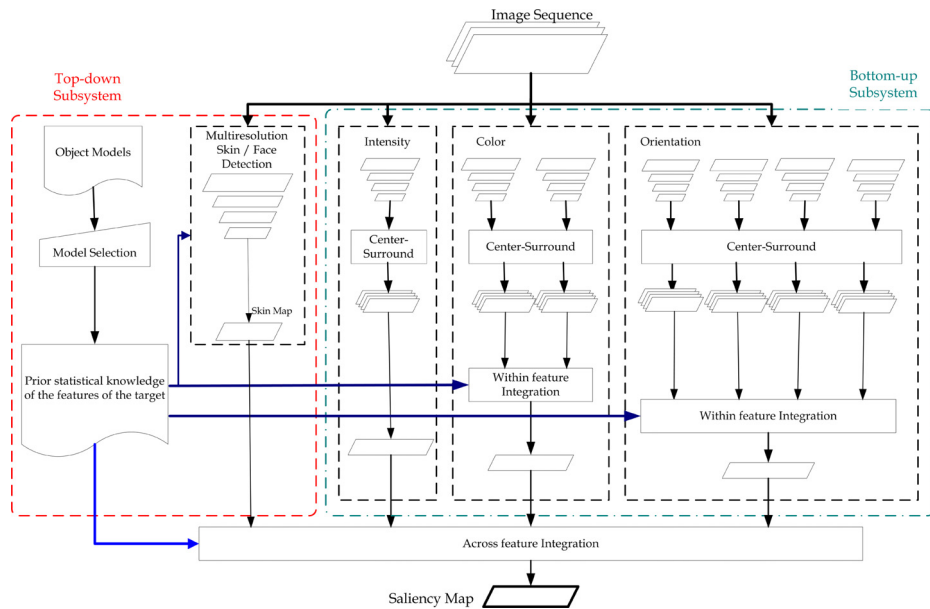 Image Sequence
Top-down
Subsystem
Bottom-up
Subsystem
Object Models
Multiresolution
Skin / Face
Detection
Intensity
Color
Orientation
Model Selection
Center-
Surround
Center-Surround
Center-Surround
Skin Map
Prior statistical knowledge
of the features of the target
Within feature
Integration
Within feature Integration
Across feature Integration
Saliency Map